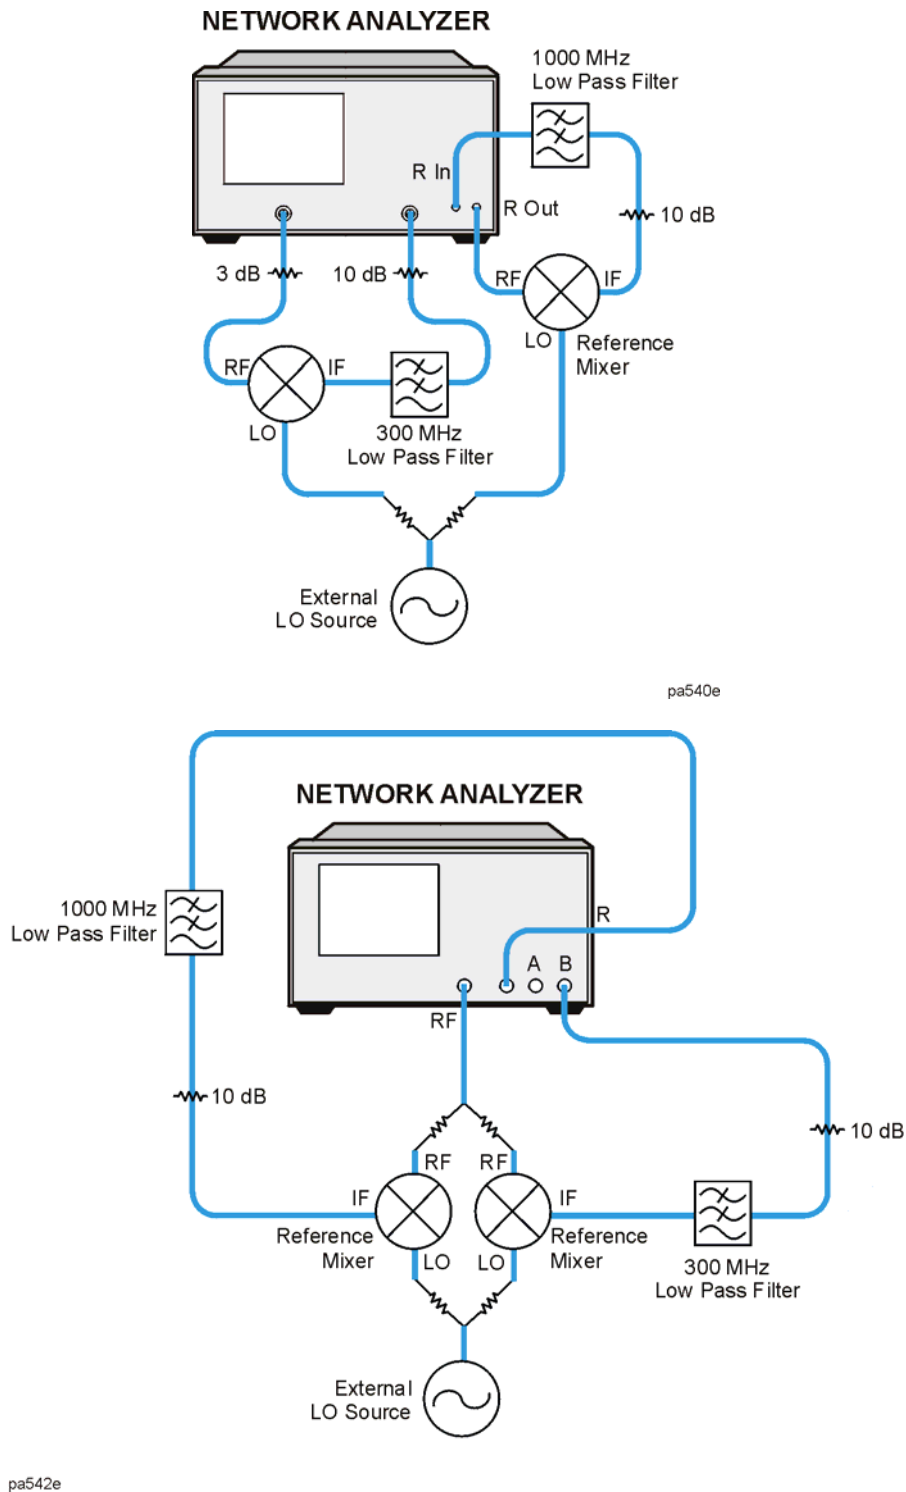 NETWORK ANALYZER
1000 MHz
Low Pass Filter
R In
R Out
10 dB
3 dB
10 dB
RF
IF
LO
Reference
Mixer
RF
IF
LO
300 MHz
Low Pass Filter
External
LO Source
pa540e
NETWORK ANALYZER
1000 MHz
Low Pass Filter
R
A
B
RF
10 dB
10 dB
RF
RF
IF
IF
Reference
Mixer
LO
LO
Reference
Mixer
300 MHz
Low Pass Filter
External
LO Source
pa542e